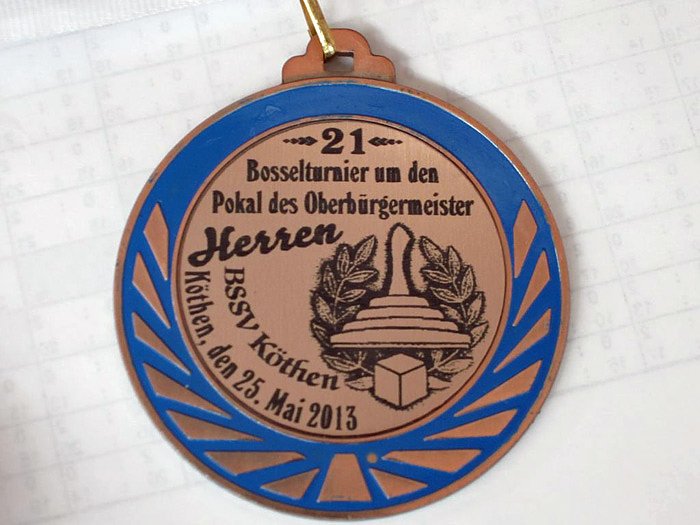 21
Bosselturnier um den
Pokal des Oberbürgermeister
Herren
BSSV Köthen
Köthen, den 25. Mai 2013